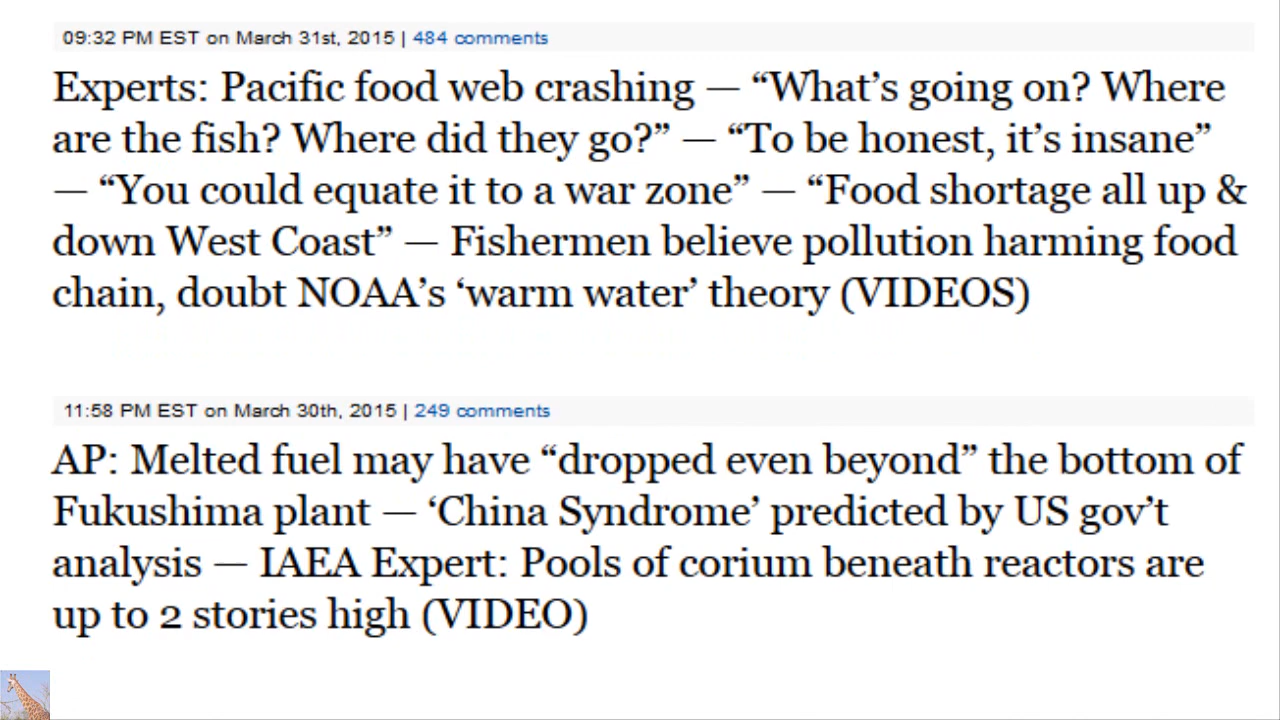 09:32 PM EST on March 31st, 2015 | 484 comments
Experts: Pacific food web crashing — “What’s going on? Where
are the fish? Where did they go?” — “To be honest, it’s insane”
— “You could equate it to a war zone” — “Food shortage all up &
down West Coast” — Fishermen believe pollution harming food
chain, doubt NOAA’s ‘warm water’ theory (VIDEOS)
11:58 PM EST on March 30th, 2015 | 249 comments
AP: Melted fuel may have “dropped even beyond” the bottom of
Fukushima plant — ‘China Syndrome’ predicted by US gov’t
analysis — IAEA Expert: Pools of corium beneath reactors are
up to 2 stories high (VIDEO)